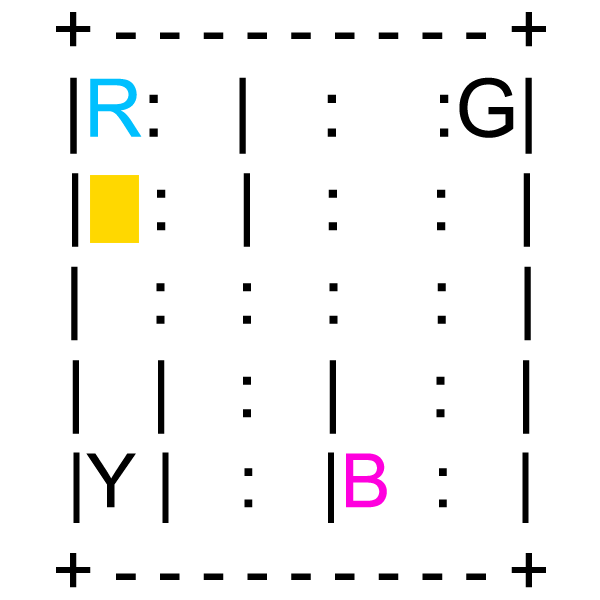 + - - - - - - - - - +
|R: | : :G|
| : | : : |
| : : : : |
| | : | : |
|Y| : |B: |
+ - - - - - - - - - +